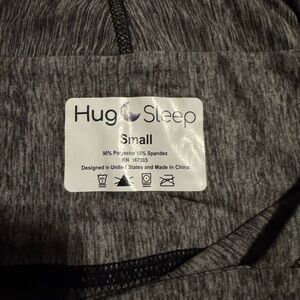 Hug Sleep
Small
90% Polyester 10% Spandex
RN 167303
Designed in United States and Made in China